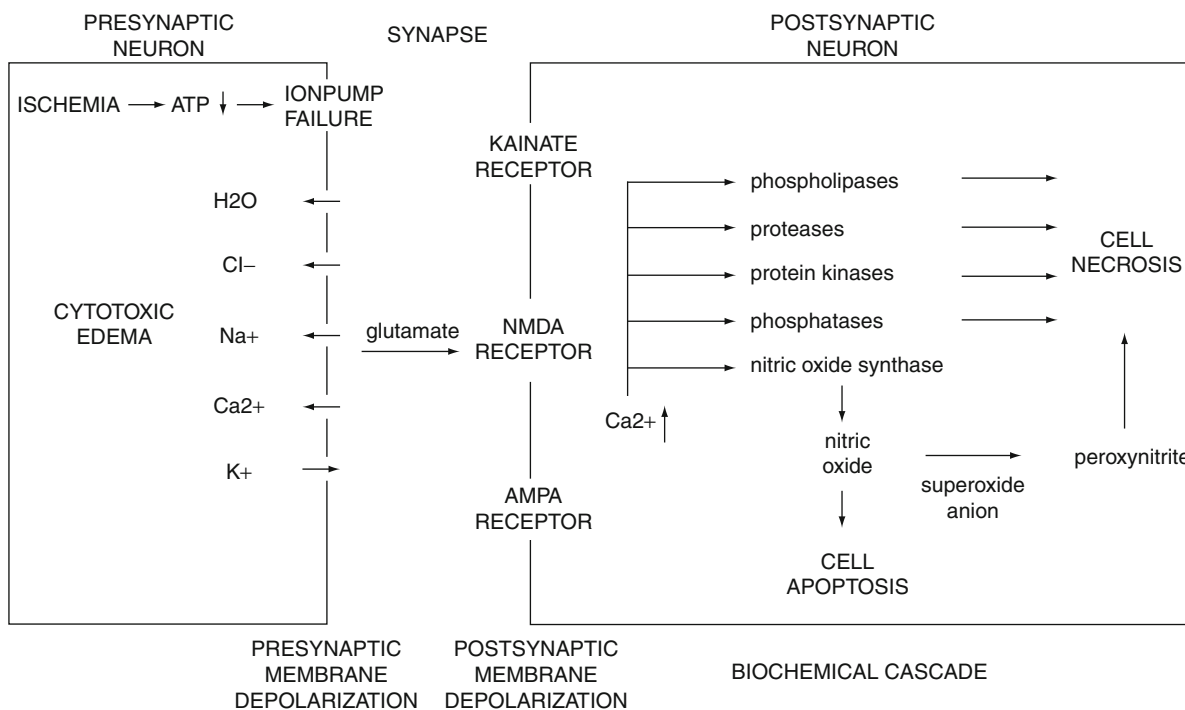 PRESYNAPTIC
NEURON
SYNAPSE
POSTSYNAPTIC
NEURON
ISCHEMIA
ATP
IONPUMP
FAILURE
H2O
Cl−
CYTOTOXIC
EDEMA
Na+
Ca2+
K+
glutamate
KAINATE
RECEPTOR
NMDA
RECEPTOR
AMPA
RECEPTOR
phospholipases
proteases
protein kinases
phosphatases
nitric oxide synthase
Ca2+
CELL
NECROSIS
nitric
oxide
superoxide
anion
peroxynitrite
CELL
APOPTOSIS
PRESYNAPTIC
MEMBRANE
DEPOLARIZATION
POSTSYNAPTIC
MEMBRANE
DEPOLARIZATION
BIOCHEMICAL CASCADE